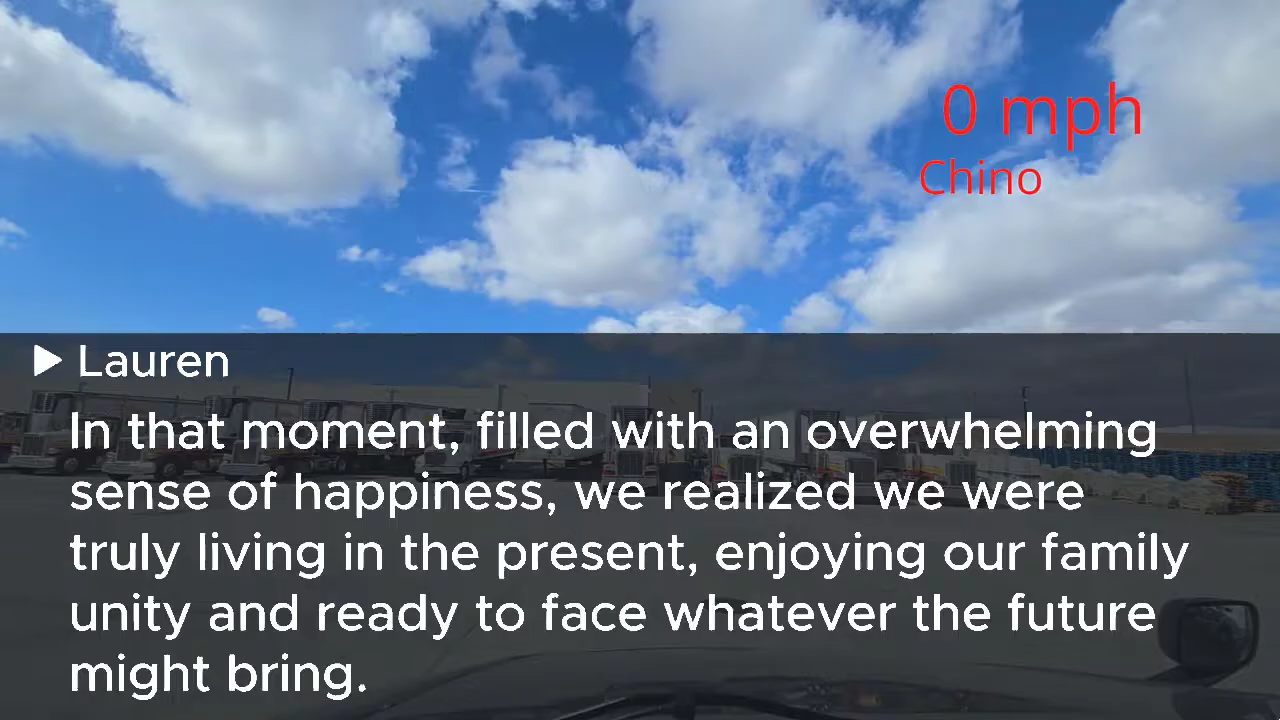 0 mph
Chino
Lauren
In that moment, filled with an overwhelming
sense of happiness, we realized we were
truly living in the present, enjoying our family
unity and ready to face whatever the future
might bring.